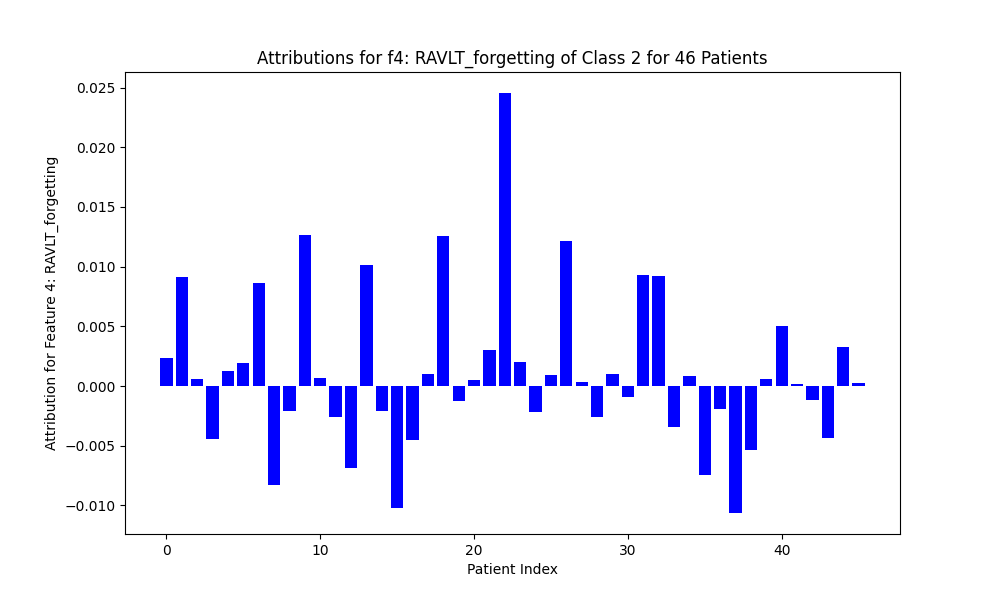 Attributions for f4: RAVLT_forgetting of Class 2 for 46 Patients
Attribution for Feature 4: RAVLT_forgetting
0.025
0.020
0.015
0.010
0.005
0.000
−0.005
−0.010
0 10 20 30 40
Patient Index